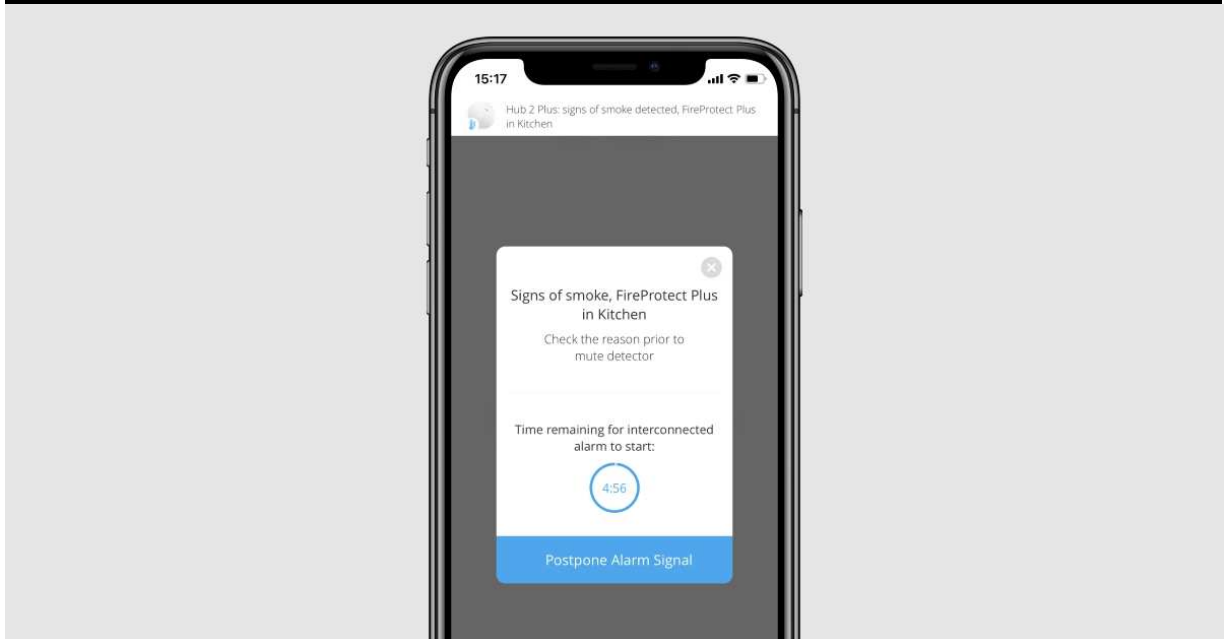 15:17
Hub 2 Plus: signs of smoke detected, FireProtect Plus
in Kitchen
Signs of smoke, FireProtect Plus
in Kitchen
Check the reason prior to
mute detector
Time remaining for interconnected
alarm to start:
4:56
Postpone Alarm Signal